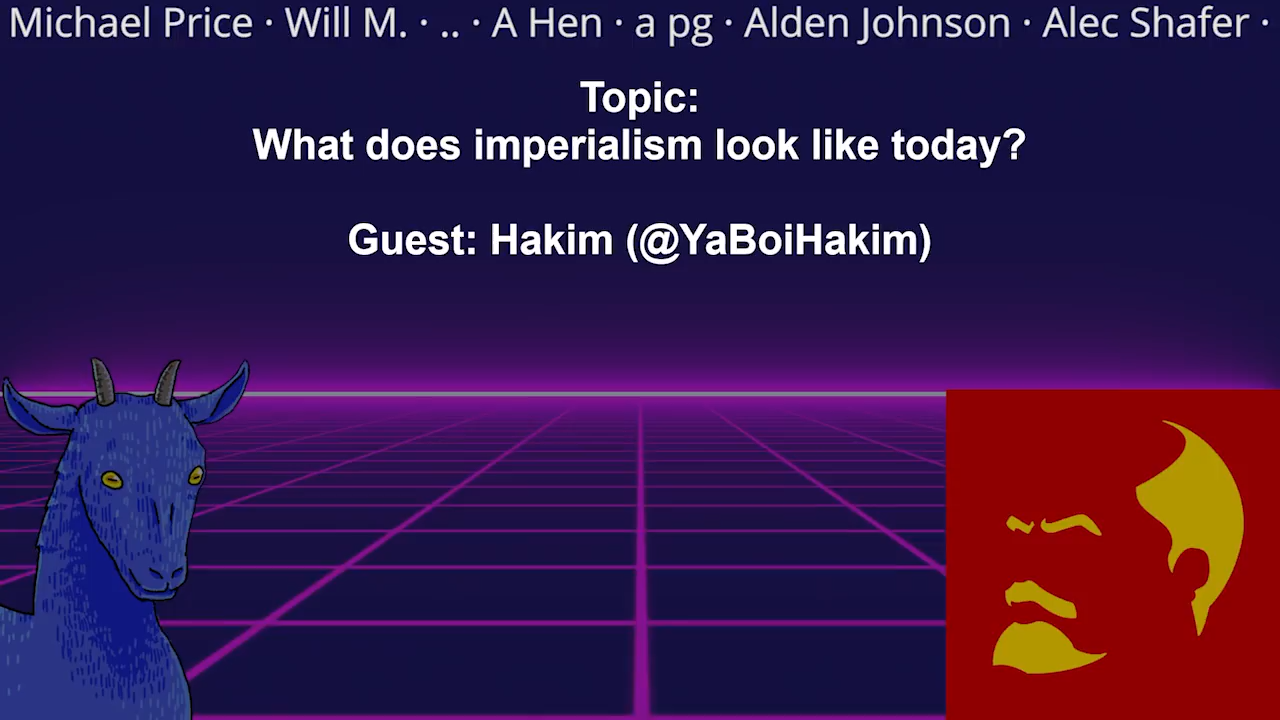 Michael Price · Will M. · .. · A Hen · a pg · Alden Johnson · Alec Shafer ·
Topic:
What does imperialism look like today?
Guest: Hakim (@YaBoiHakim)